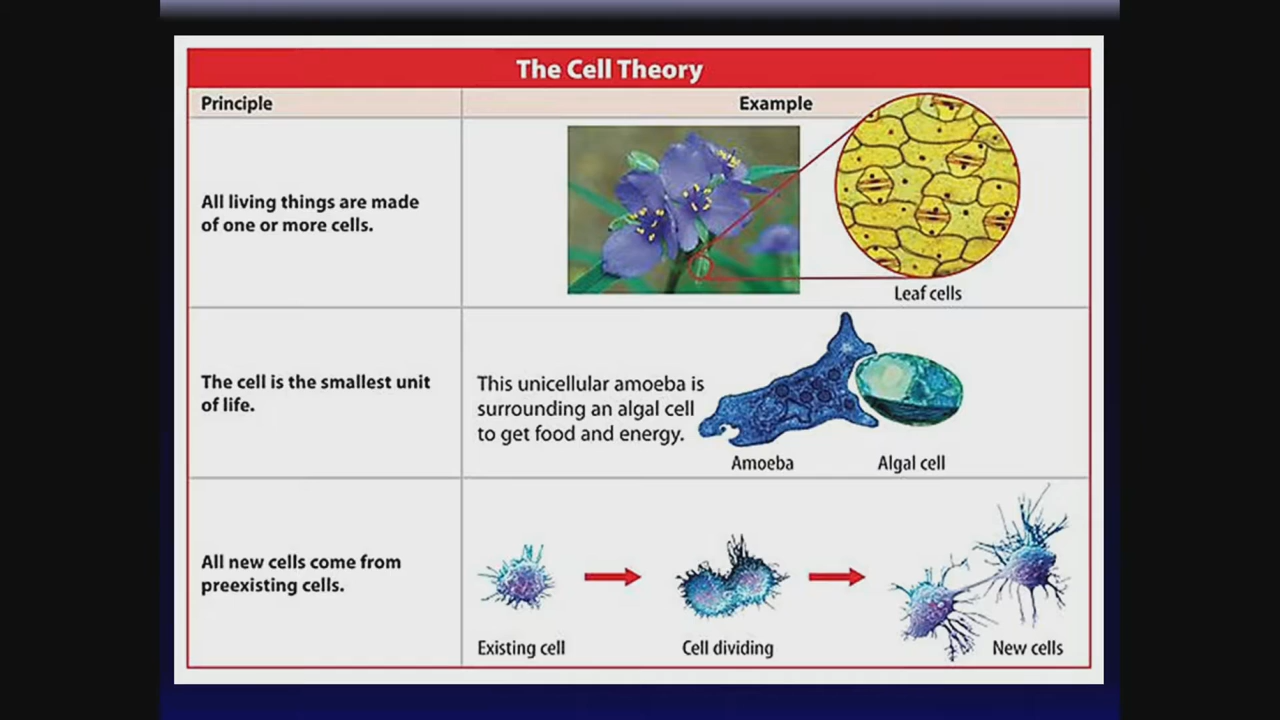 The Cell Theory
Principle
Example
All living things are made
of one or more cells.
Leaf cells
The cell is the smallest unit
of life.
This unicellular amoeba is
surrounding an algal cell
to get food and energy.
Amoeba
Algal cell
All new cells come from
preexisting cells.
Existing cell
Cell dividing
New cells